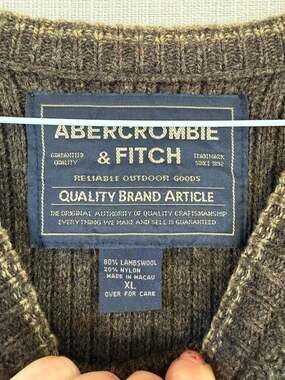 ABERCROMBIE
& FITCH
GUARANTEED
QUALITY
TRADEMARK
SINCE 1892
RELIABLE OUTDOOR GOODS
QUALITY BRAND ARTICLE
THE ORIGINAL AUTHORITY OF QUALITY CRAFTSMANSHIP
EVERYTHING WE MAKE AND SELL IS GUARANTEED
80% LAMBSWOOL
20% NYLON
MADE IN MACAU
XL
OVER FOR CARE